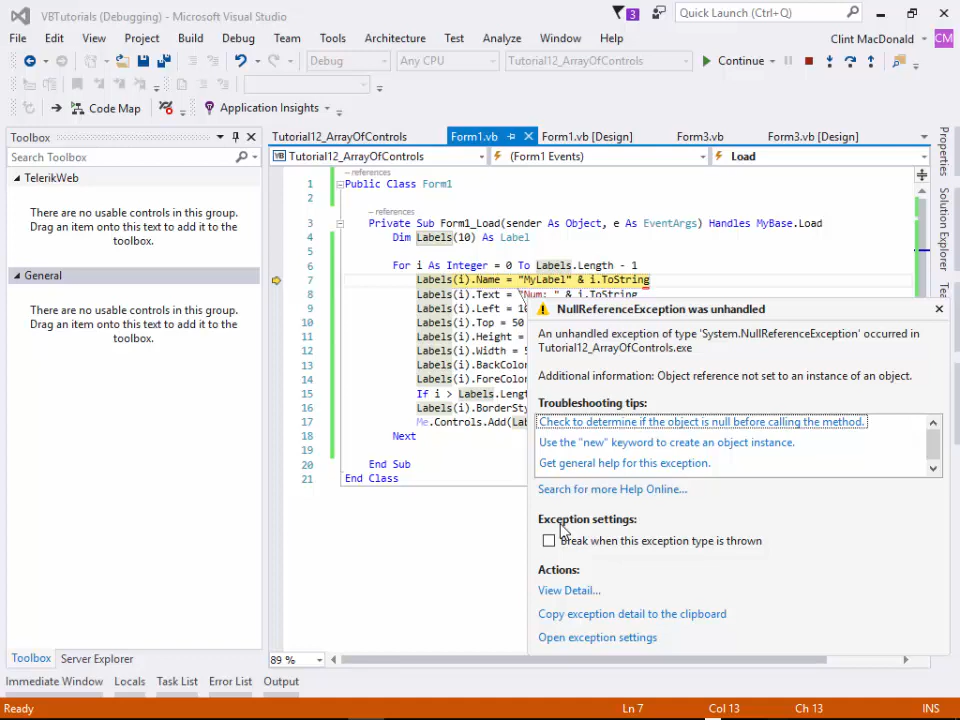 VBTutorials (Debugging) - Microsoft Visual Studio
3
Quick Launch (Ctrl+Q)
File Edit View Project Build Debug Team Tools Architecture Test Analyze Window Help
Clint MacDonald CM
Debug Any CPU Tutorial12_ArrayOfControls Continue
Code Map Application Insights
Toolbox
Search Toolbox
TelerikWeb
There are no usable controls in this group.
Drag an item onto this text to add it to the
toolbox.
General
There are no usable controls in this group.
Drag an item onto this text to add it to the
toolbox.
Toolbox Server Explorer
Tutorial12_ArrayOfControls Form1.vb Form1.vb [Design] Form3.vb Form3.vb [Design]
VB Tutorial12_ArrayOfControls (Form1 Events) Load
- references
1 Public Class Form1
2
- references
3 Private Sub Form1_Load(sender As Object, e As EventArgs) Handles MyBase.Load
4 Dim Labels(10) As Label
5
6 For i As Integer = 0 To Labels.Length - 1
7 Labels(i).Name = "MyLabel" & i.ToString
8 Labels(i).Text = "Num: " & i.ToString
9 Labels(i).Left = 10
10 Labels(i).Top = 50
11 Labels(i).Height =
12 Labels(i).Width = 5
13 Labels(i).BackColor
14 Labels(i).ForeColor
15 If i > Labels.Leng
16 Labels(i).BorderSty
17 Me.Controls.Add(Lab
18 Next
19
20 End Sub
21 End Class
89 %
NullReferenceException was unhandled
An unhandled exception of type 'System.NullReferenceException' occurred in
Tutorial12_ArrayOfControls.exe
Additional information: Object reference not set to an instance of an object.
Troubleshooting tips:
Check to determine if the object is null before calling the method.
Use the "new" keyword to create an object instance.
Get general help for this exception.
Search for more Help Online...
Exception settings:
Break when this exception type is thrown
Actions:
View Detail...
Copy exception detail to the clipboard
Open exception settings
Properties
Solution Explorer
Immediate Window Locals Task List Error List Output
Ready Ln 7 Col 13 Ch 13 INS